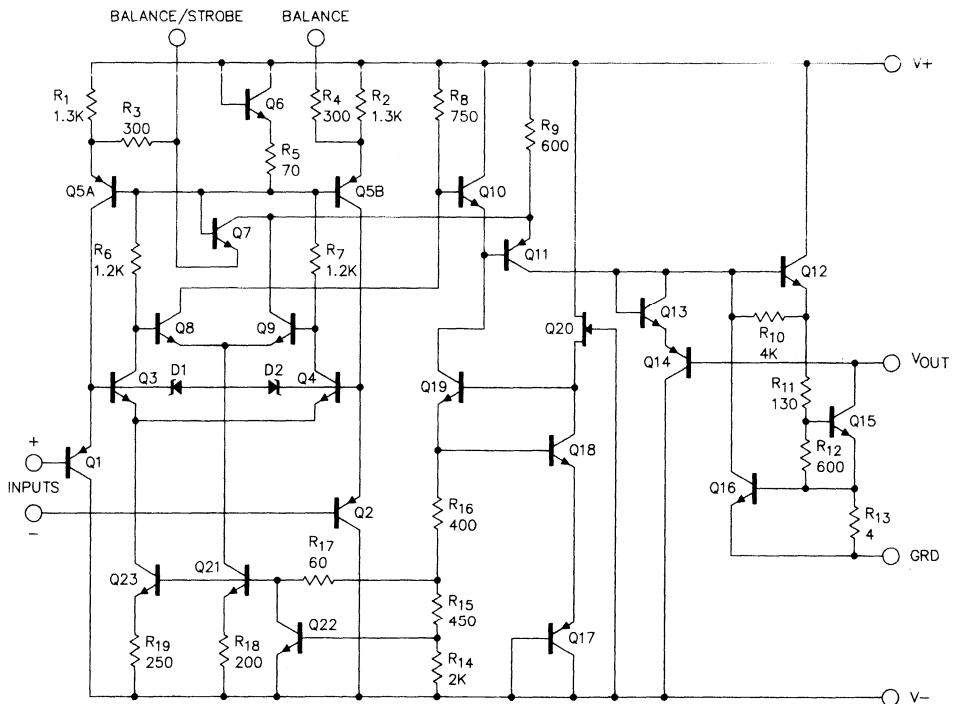 BALANCE/STROBE
BALANCE
V+
R1
1.3K
R3
300
Q6
R4
300
R2
1.3K
R8
750
R9
600
R5
70
Q5A
Q5B
Q10
Q7
Q11
R6
1.2K
R7
1.2K
Q12
Q8
Q9
Q20
Q13
R10
4K
Q14
VOUT
D1
D2
Q3
Q4
Q19
R11
130
Q15
+
Q1
Q18
R12
600
INPUTS
Q16
−
Q2
R16
400
R13
4
R17
60
GRD
Q23
Q21
R15
450
Q22
Q17
R19
250
R18
200
R14
2K
V−